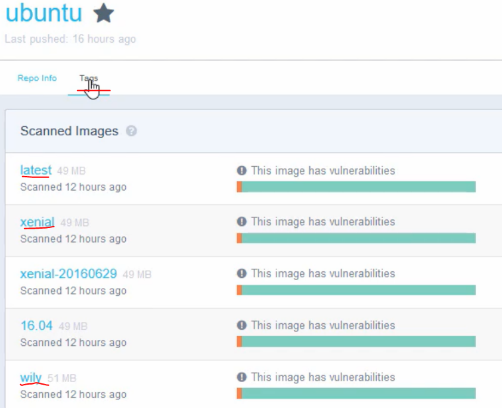 ubuntu
Last pushed: 16 hours ago
Repo Info Tags
Scanned Images
latest 49 MB This image has vulnerabilities
Scanned 12 hours ago
xenial 49 MB This image has vulnerabilities
Scanned 12 hours ago
xenial-20160629 49 MB This image has vulnerabilities
Scanned 12 hours ago
16.04 49 MB This image has vulnerabilities
Scanned 12 hours ago
wily 51 MB This image has vulnerabilities
Scanned 12 hours ago